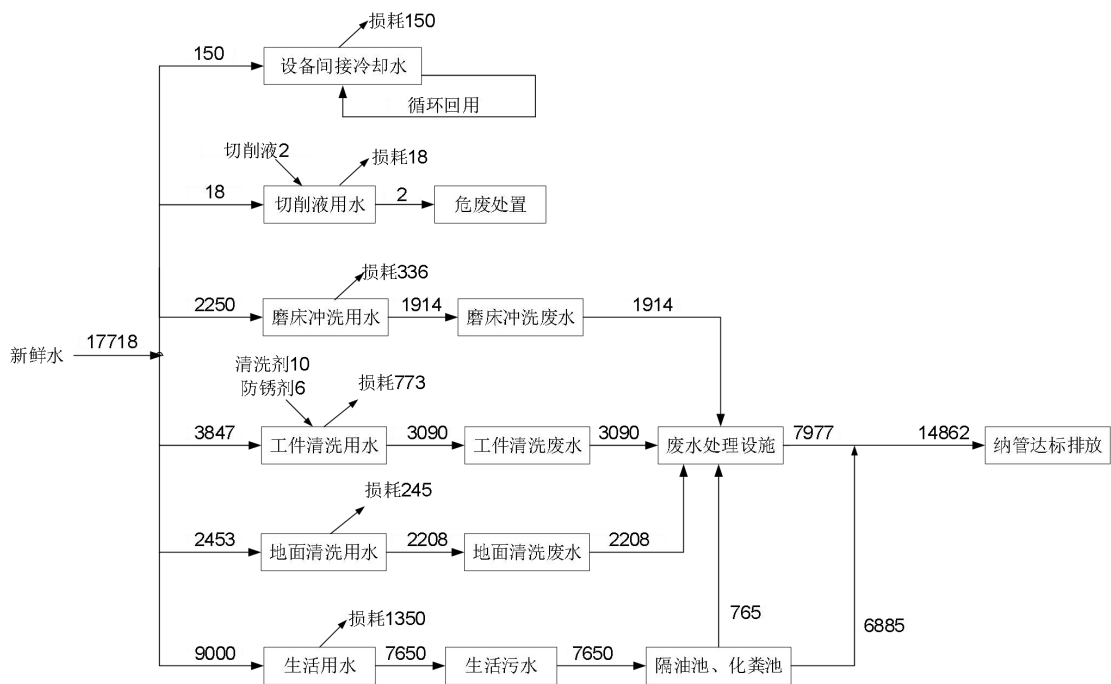 损耗150
150
设备间接冷却水
循环回用
切削液2
损耗18
18
切削液用水
2
危废处置
损耗336
2250
磨床冲洗用水
1914
磨床冲洗废水
1914
新鲜水
17718
清洗剂10
防锈剂6
损耗773
3847
工件清洗用水
3090
工件清洗废水
3090
废水处理设施
7977
14862
纳管达标排放
损耗245
2453
地面清洗用水
2208
地面清洗废水
2208
765
6885
损耗1350
9000
生活用水
7650
生活污水
7650
隔油池、化粪池